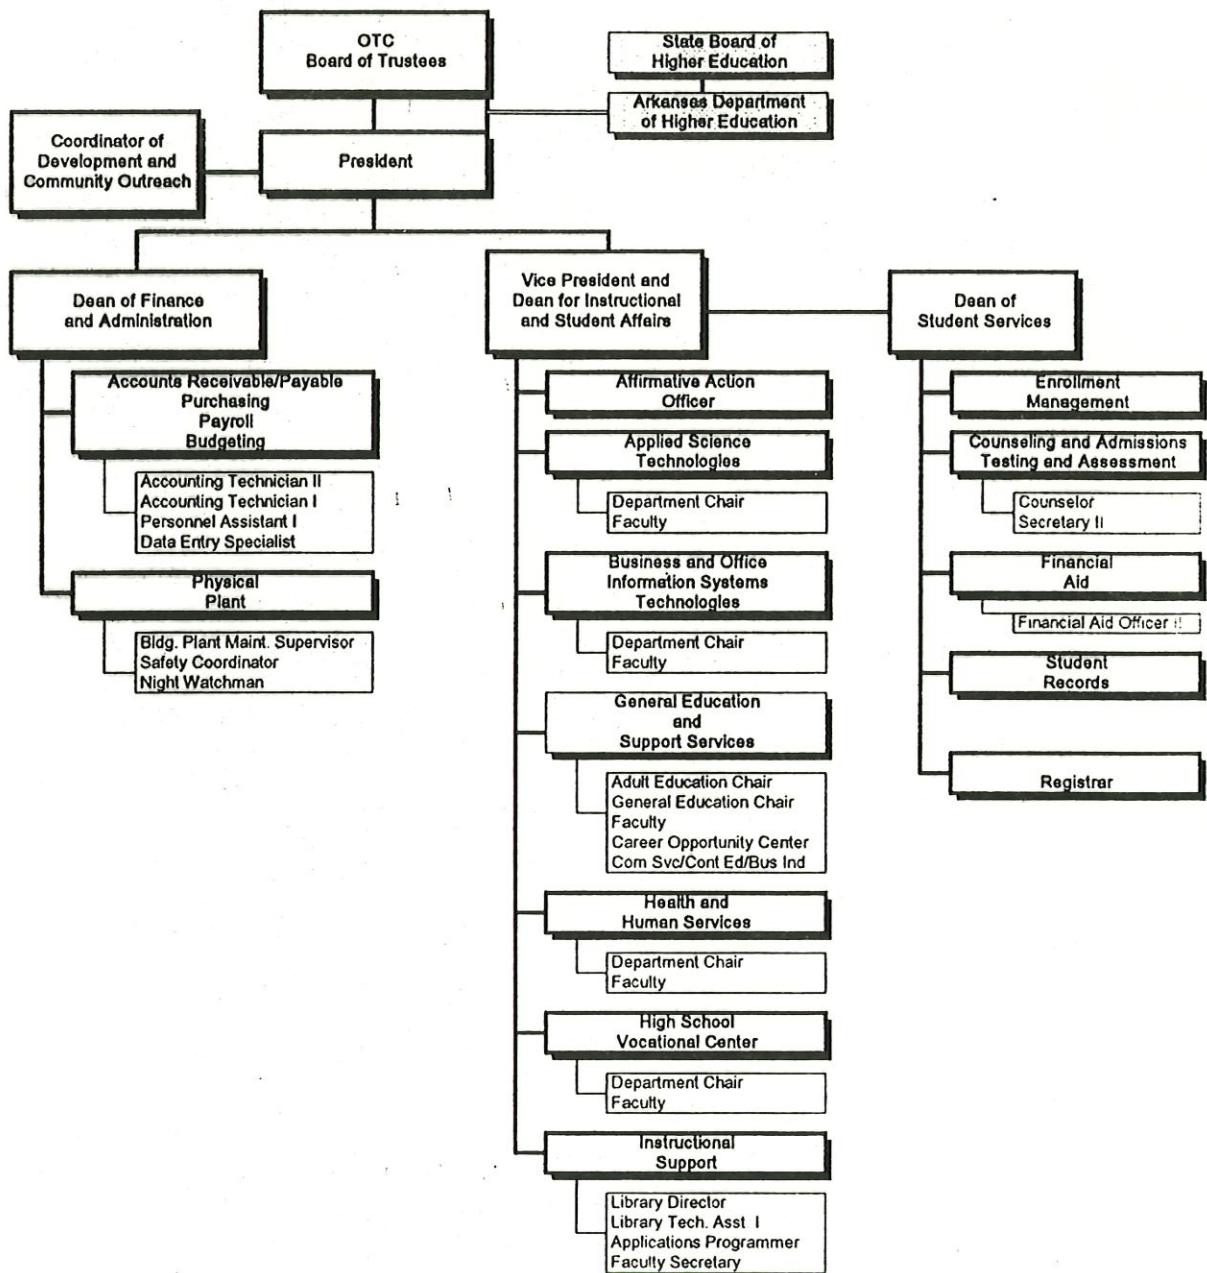 OTC
Board of Trustees
State Board of
Higher Education
Arkansas Department
of Higher Education
Coordinator of
Development and
Community Outreach
President
Dean of Finance
and Administration
Vice President and
Dean for Instructional
and Student Affairs
Dean of
Student Services
Accounts Receivable/Payable
Purchasing
Payroll
Budgeting
Accounting Technician II
Accounting Technician I
Personnel Assistant I
Data Entry Specialist
Physical
Plant
Bldg. Plant Maint. Supervisor
Safety Coordinator
Night Watchman
Affirmative Action
Officer
Applied Science
Technologies
Department Chair
Faculty
Business and Office
Information Systems
Technologies
Department Chair
Faculty
General Education
and
Support Services
Adult Education Chair
General Education Chair
Faculty
Career Opportunity Center
Com Svc/Cont Ed/Bus Ind
Health and
Human Services
Department Chair
Faculty
High School
Vocational Center
Department Chair
Faculty
Instructional
Support
Library Director
Library Tech. Asst I
Applications Programmer
Faculty Secretary
Enrollment
Management
Counseling and Admissions
Testing and Assessment
Counselor
Secretary II
Financial
Aid
Financial Aid Officer II
Student
Records
Registrar